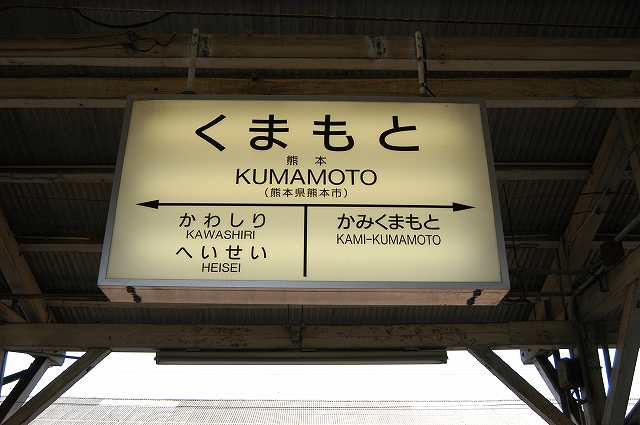 くまもと
熊本
KUMAMOTO
(熊本県熊本市)
かわしり
KAWASHIRI
へいせい
HEISEI
かみくまもと
KAMI-KUMAMOTO